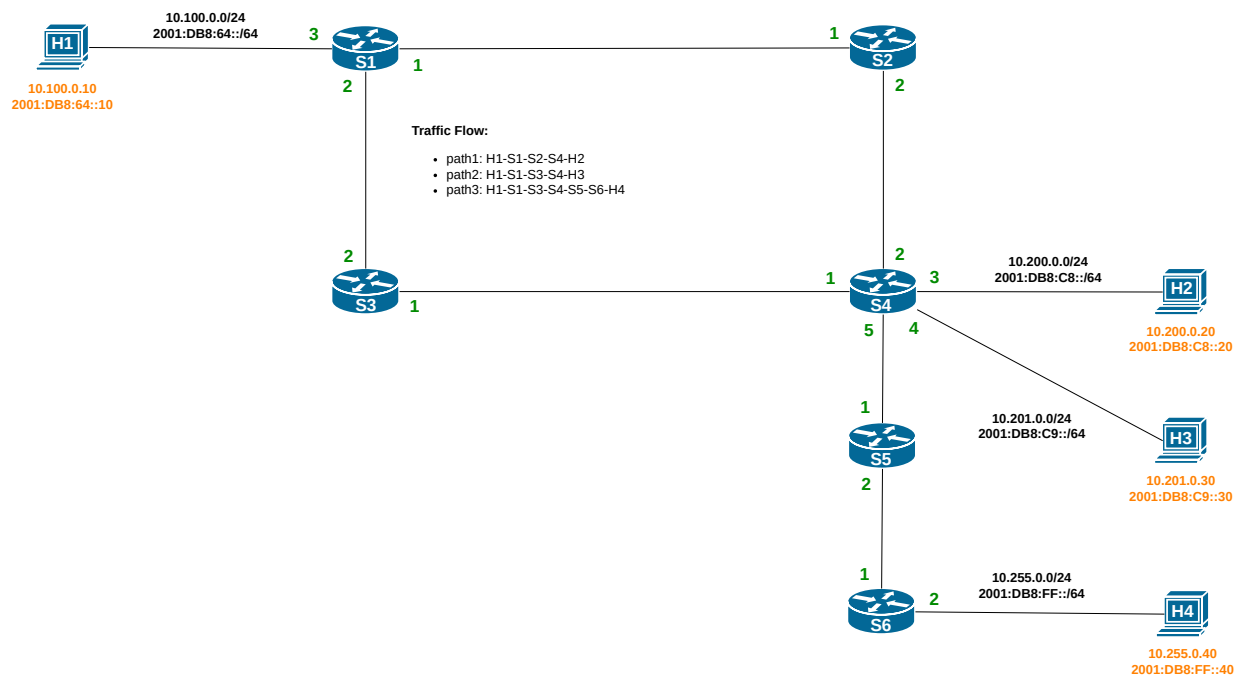 10.100.0.0/24
2001:DB8:64::/64
H1
3
S1
1
2
10.100.0.10
2001:DB8:64::10
1
S2
2
Traffic Flow:
• path1: H1-S1-S2-S4-H2
• path2: H1-S1-S3-S4-H3
• path3: H1-S1-S3-S4-S5-S6-H4
2
S3
1
2
1
S4
3
5
4
10.200.0.0/24
2001:DB8:C8::/64
H2
10.200.0.20
2001:DB8:C8::20
1
S5
2
10.201.0.0/24
2001:DB8:C9::/64
H3
10.201.0.30
2001:DB8:C9::30
1
S6
2
10.255.0.0/24
2001:DB8:FF::/64
H4
10.255.0.40
2001:DB8:FF::40